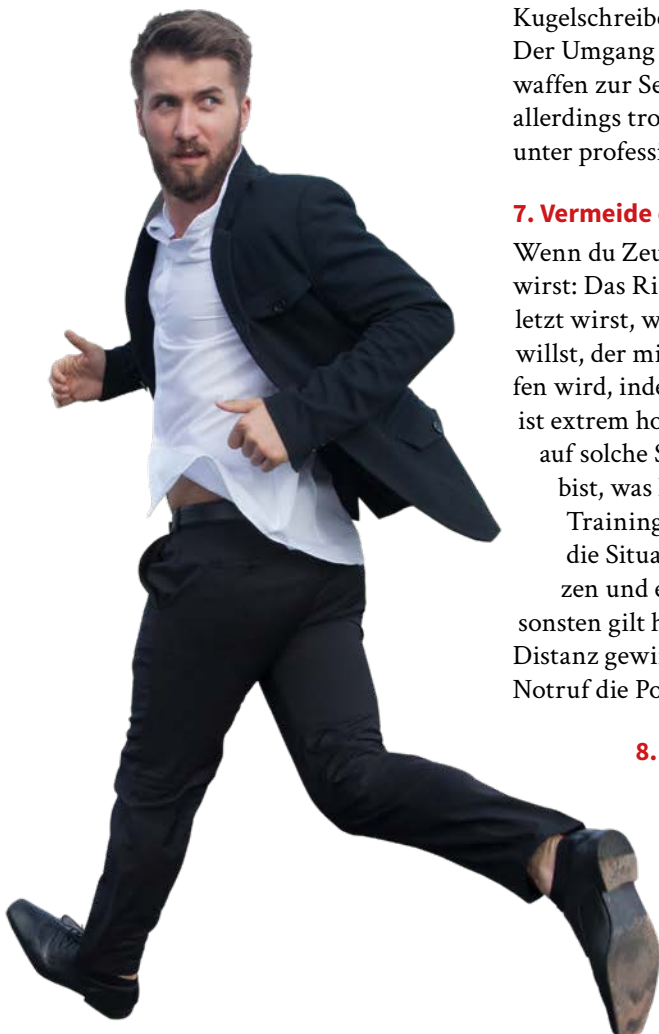 Kugelschreibe
Der Umgang
waffen zur Se
allerdings tro
unter professi
7. Vermeide
Wenn du Zeu
wirst: Das Ri
letzt wirst, w
willst, der mi
fen wird, inde
ist extrem ho
auf solche S
bist, was
Training
die Situa
zen und e
sonsten gilt h
Distanz gewi
Notruf die Po
8.